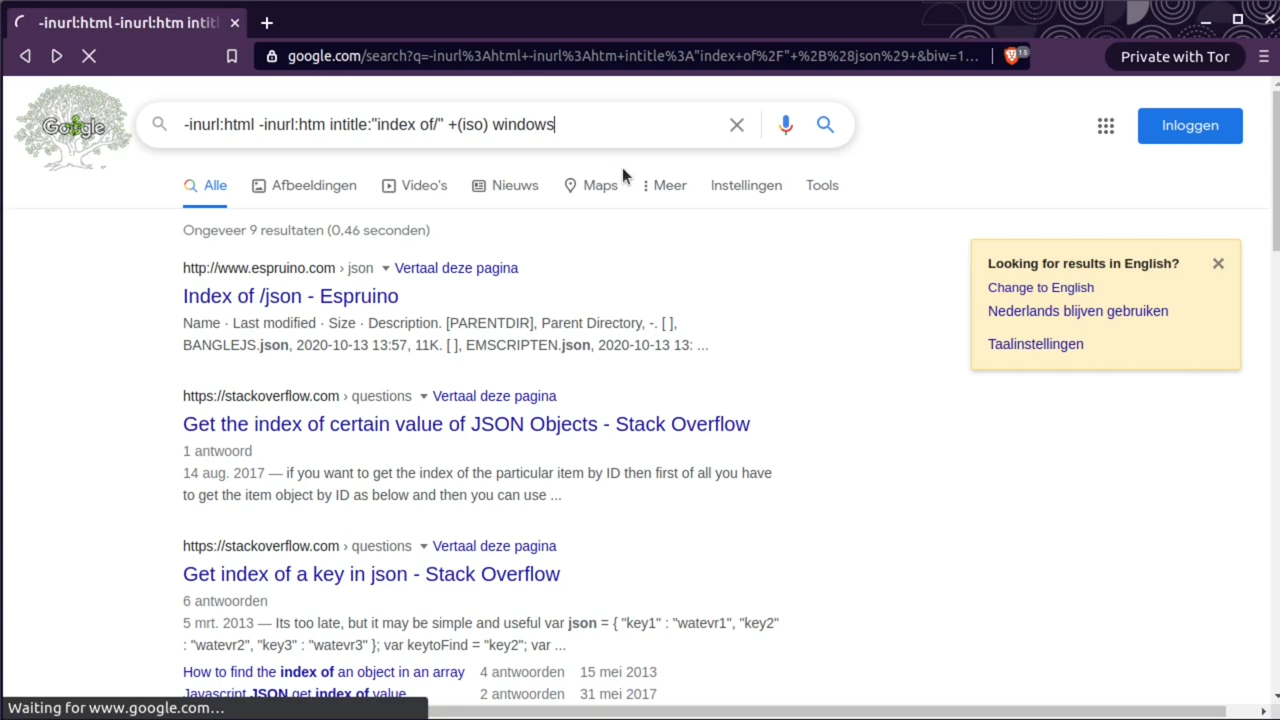 -inurl:html -inurl:htm intitl
google.com/search?q=-inurl%3Ahtml+-inurl%3Ahtm+intitle%3A"index+of%2F"+%2B%28json%29+&biw=1...
15
Private with Tor
Google
-inurl:html -inurl:htm intitle:"index of/" +(iso) windows
Inloggen
Alle
Afbeeldingen
Video's
Nieuws
Maps
Meer
Instellingen
Tools
Ongeveer 9 resultaten (0,46 seconden)
http://www.espruino.com › json
Vertaal deze pagina
Index of /json - Espruino
Name · Last modified · Size · Description. [PARENTDIR], Parent Directory, -. [ ],
BANGLEJS.json, 2020-10-13 13:57, 11K. [ ], EMSCRIPTEN.json, 2020-10-13 13: ...
Looking for results in English?
Change to English
Nederlands blijven gebruiken
Taalinstellingen
https://stackoverflow.com › questions
Vertaal deze pagina
Get the index of certain value of JSON Objects - Stack Overflow
1 antwoord
14 aug. 2017 — if you want to get the index of the particular item by ID then first of all you have
to get the item object by ID as below and then you can use ...
https://stackoverflow.com › questions
Vertaal deze pagina
Get index of a key in json - Stack Overflow
6 antwoorden
5 mrt. 2013 — Its too late, but it may be simple and useful var json = { "key1" : "watevr1", "key2"
: "watevr2", "key3" : "watevr3" }; var keytoFind = "key2"; var ...
How to find the index of an object in an array
4 antwoorden
15 mei 2013
Javascript JSON get index of value
2 antwoorden
31 mei 2017
Waiting for www.google.com...